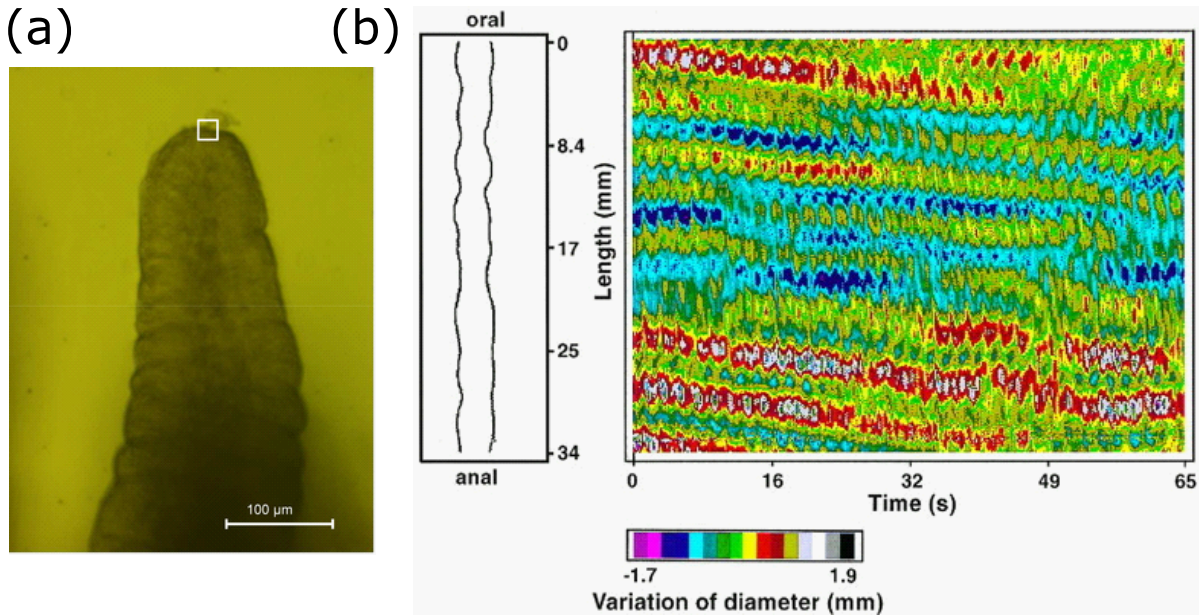 (a)
100 µm
(b)
oral
0
8.4
17
25
34
anal
Length (mm)
0 16 32 49 65
Time (s)
-1.7 1.9
Variation of diameter (mm)